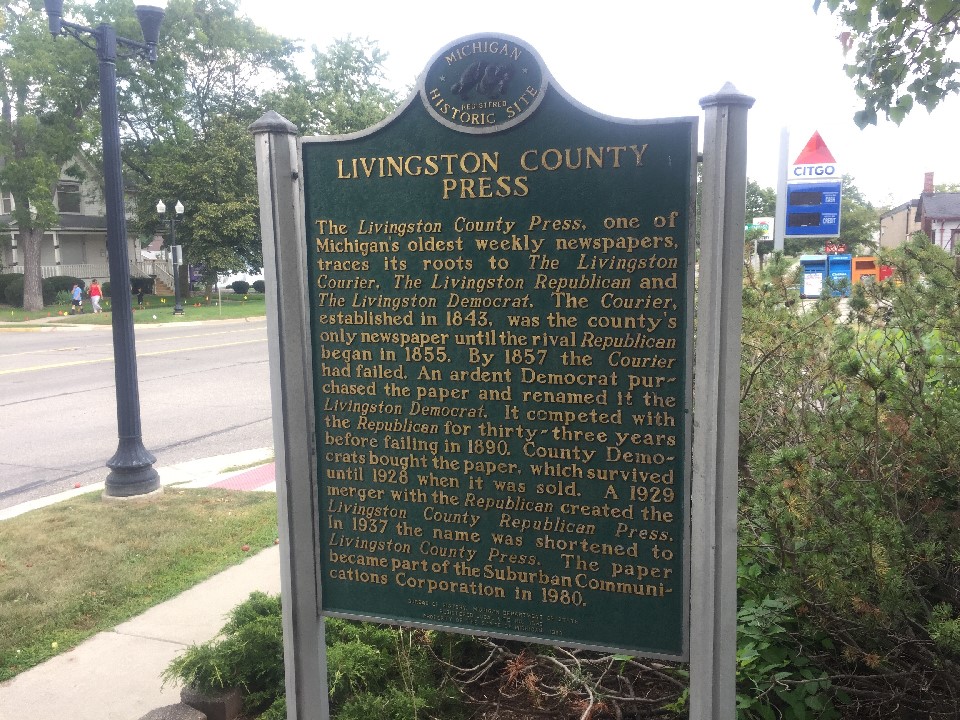 MICHIGAN
REGISTERED
HISTORIC SITE
LIVINGSTON COUNTY
PRESS
The Livingston County Press, one of
Michigan's oldest weekly newspapers,
traces its roots to The Livingston
Courier, The Livingston Republican and
The Livingston Democrat. The Courier,
established in 1843, was the county's
only newspaper until the rival Republican
began in 1855. By 1857 the Courier
had failed. An ardent Democrat pur-
chased the paper and renamed it the
Livingston Democrat. It competed with
the Republican for thirty-three years
before failing in 1890. County Demo-
crats bought the paper, which survived
until 1928 when it was sold. A 1929
merger with the Republican created the
Livingston County Republican Press.
In 1937 the name was shortened to
Livingston County Press. The paper
became part of the Suburban Communi-
cations Corporation in 1980.
CITGO